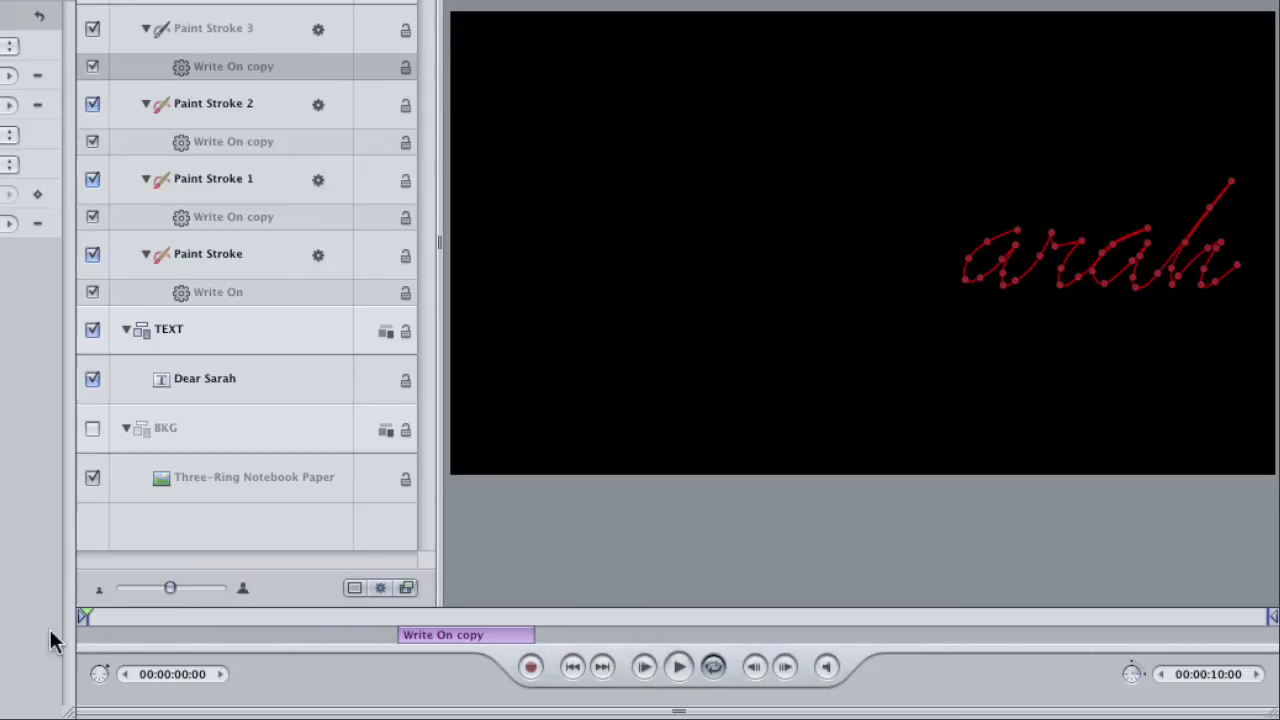 Paint Stroke 3
Write On copy
Paint Stroke 2
Write On copy
Paint Stroke 1
Write On copy
Paint Stroke
Write On
TEXT
T Dear Sarah
BKG
Three-Ring Notebook Paper
arah
Write On copy
00:00:00:00
00:00:10:00